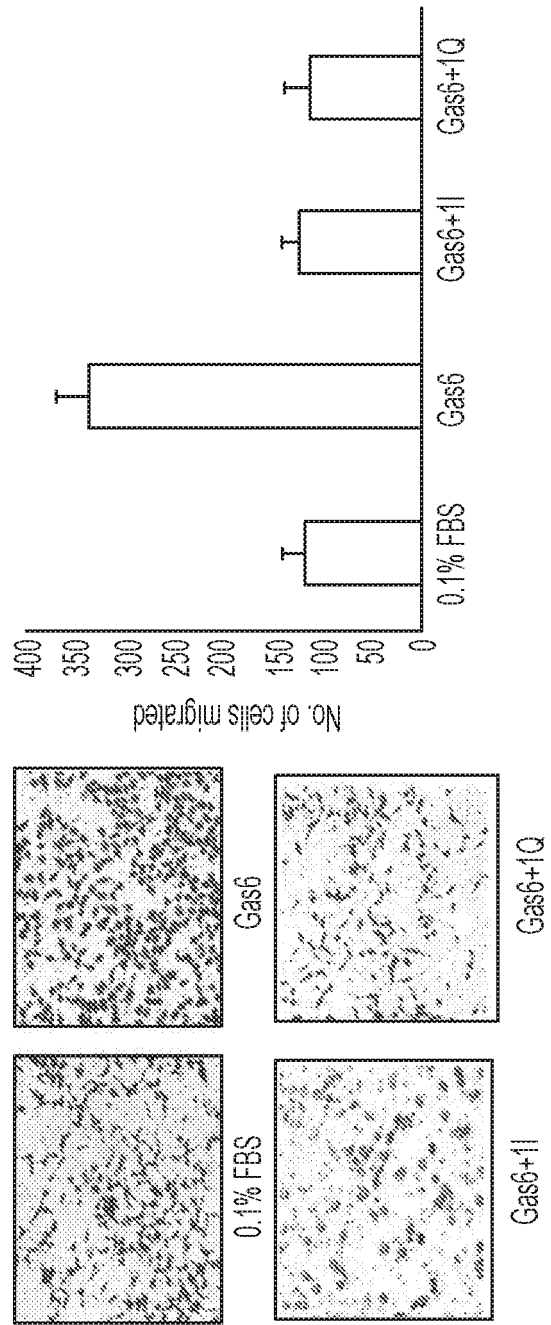 0.1% FBS
Gas6
Gas6+1I
Gas6+1Q
No. of cells migrated
400
350
300
250
200
150
100
50
0
0.1% FBS
Gas6
Gas6+1I
Gas6+1Q